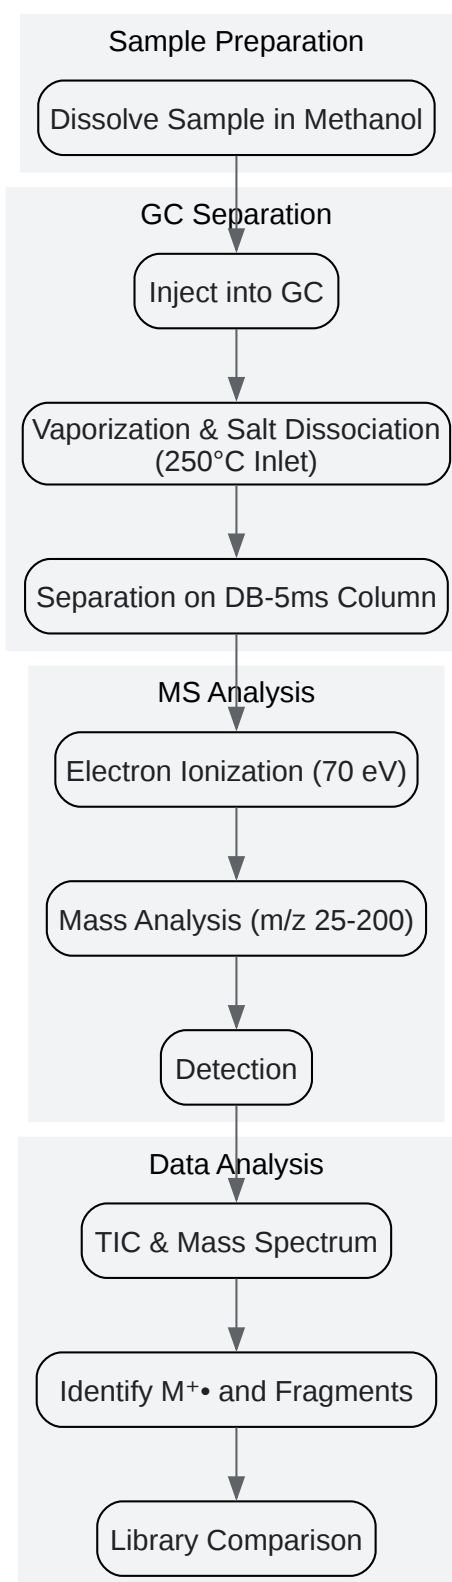 Sample Preparation
Dissolve Sample in Methanol
GC Separation
Inject into GC
Vaporization & Salt Dissociation
(250°C Inlet)
Separation on DB-5ms Column
MS Analysis
Electron Ionization (70 eV)
Mass Analysis (m/z 25-200)
Detection
Data Analysis
TIC & Mass Spectrum
Identify M⁺• and Fragments
Library Comparison